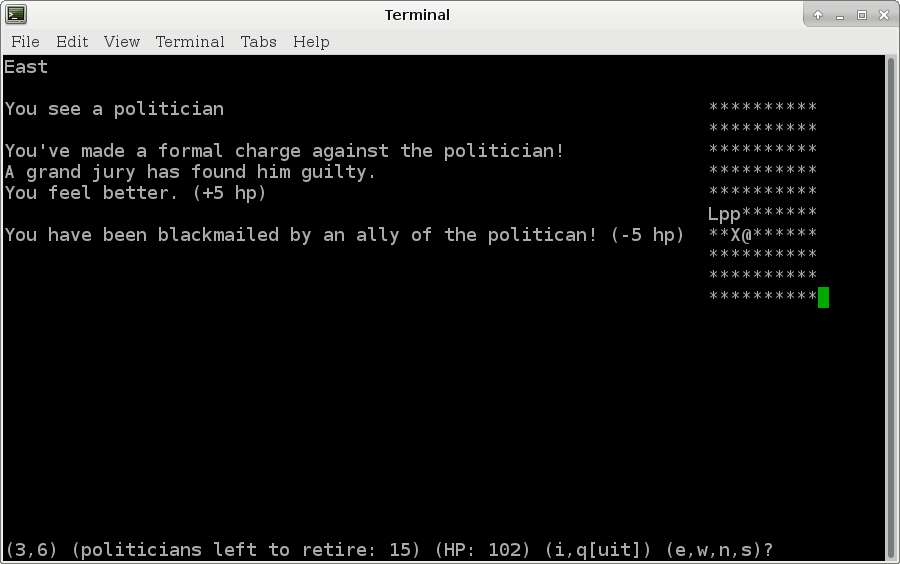 Terminal
File Edit View Terminal Tabs Help
East
You see a politician
**********
**********
You've made a formal charge against the politician!
**********
A grand jury has found him guilty.
**********
You feel better. (+5 hp)
**********
Lpp*******
You have been blackmailed by an ally of the politican! (-5 hp)
**X@******
**********
**********
**********
(3,6) (politicians left to retire: 15) (HP: 102) (i,q[uit]) (e,w,n,s)?